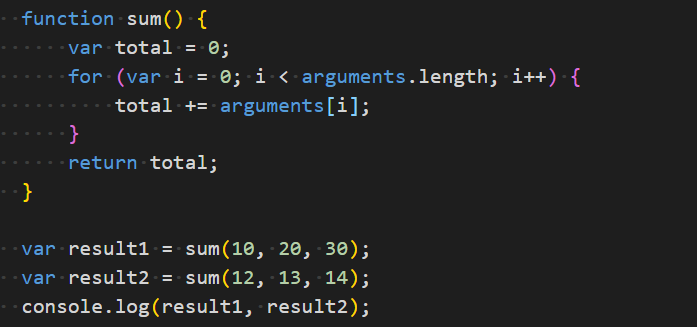 function sum() {
var total = 0;
for (var i = 0; i < arguments.length; i++) {
total += arguments[i];
}
return total;
}
var result1 = sum(10, 20, 30);
var result2 = sum(12, 13, 14);
console.log(result1, result2);